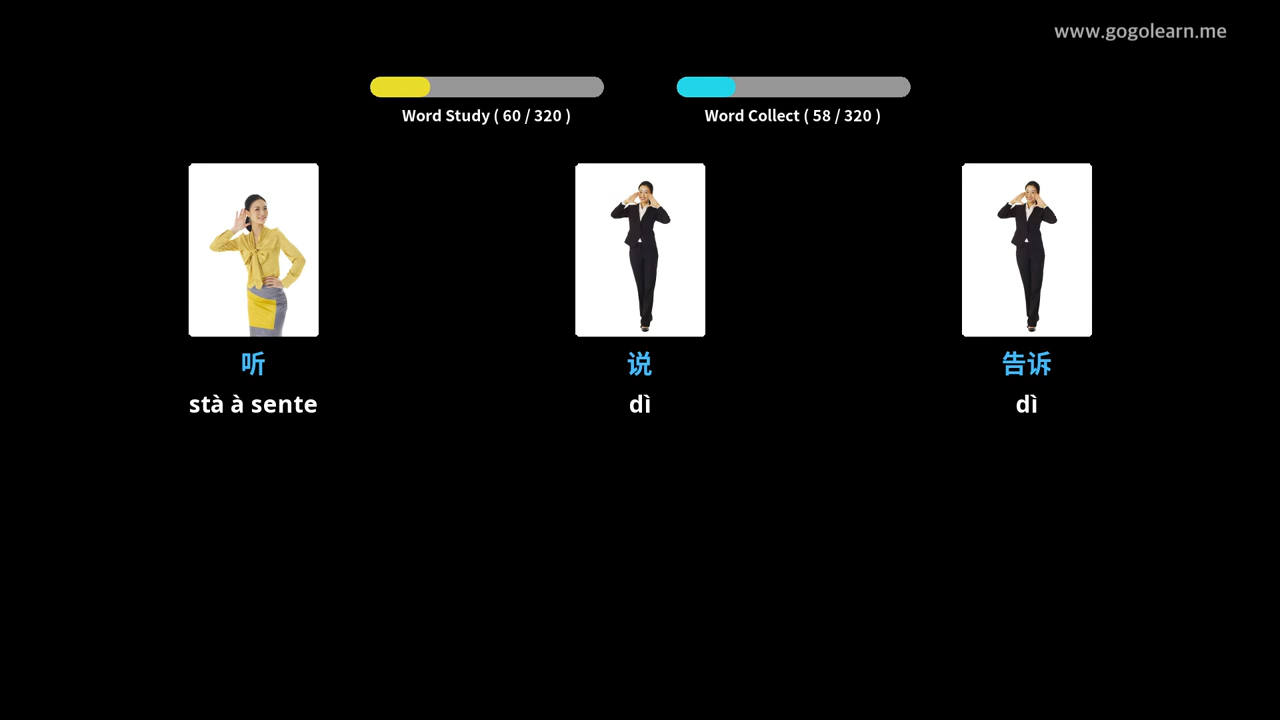 www.gogolearn.me
Word Study ( 60 / 320 )
Word Collect ( 58 / 320 )
听
stà à sente
说
dì
告诉
dì